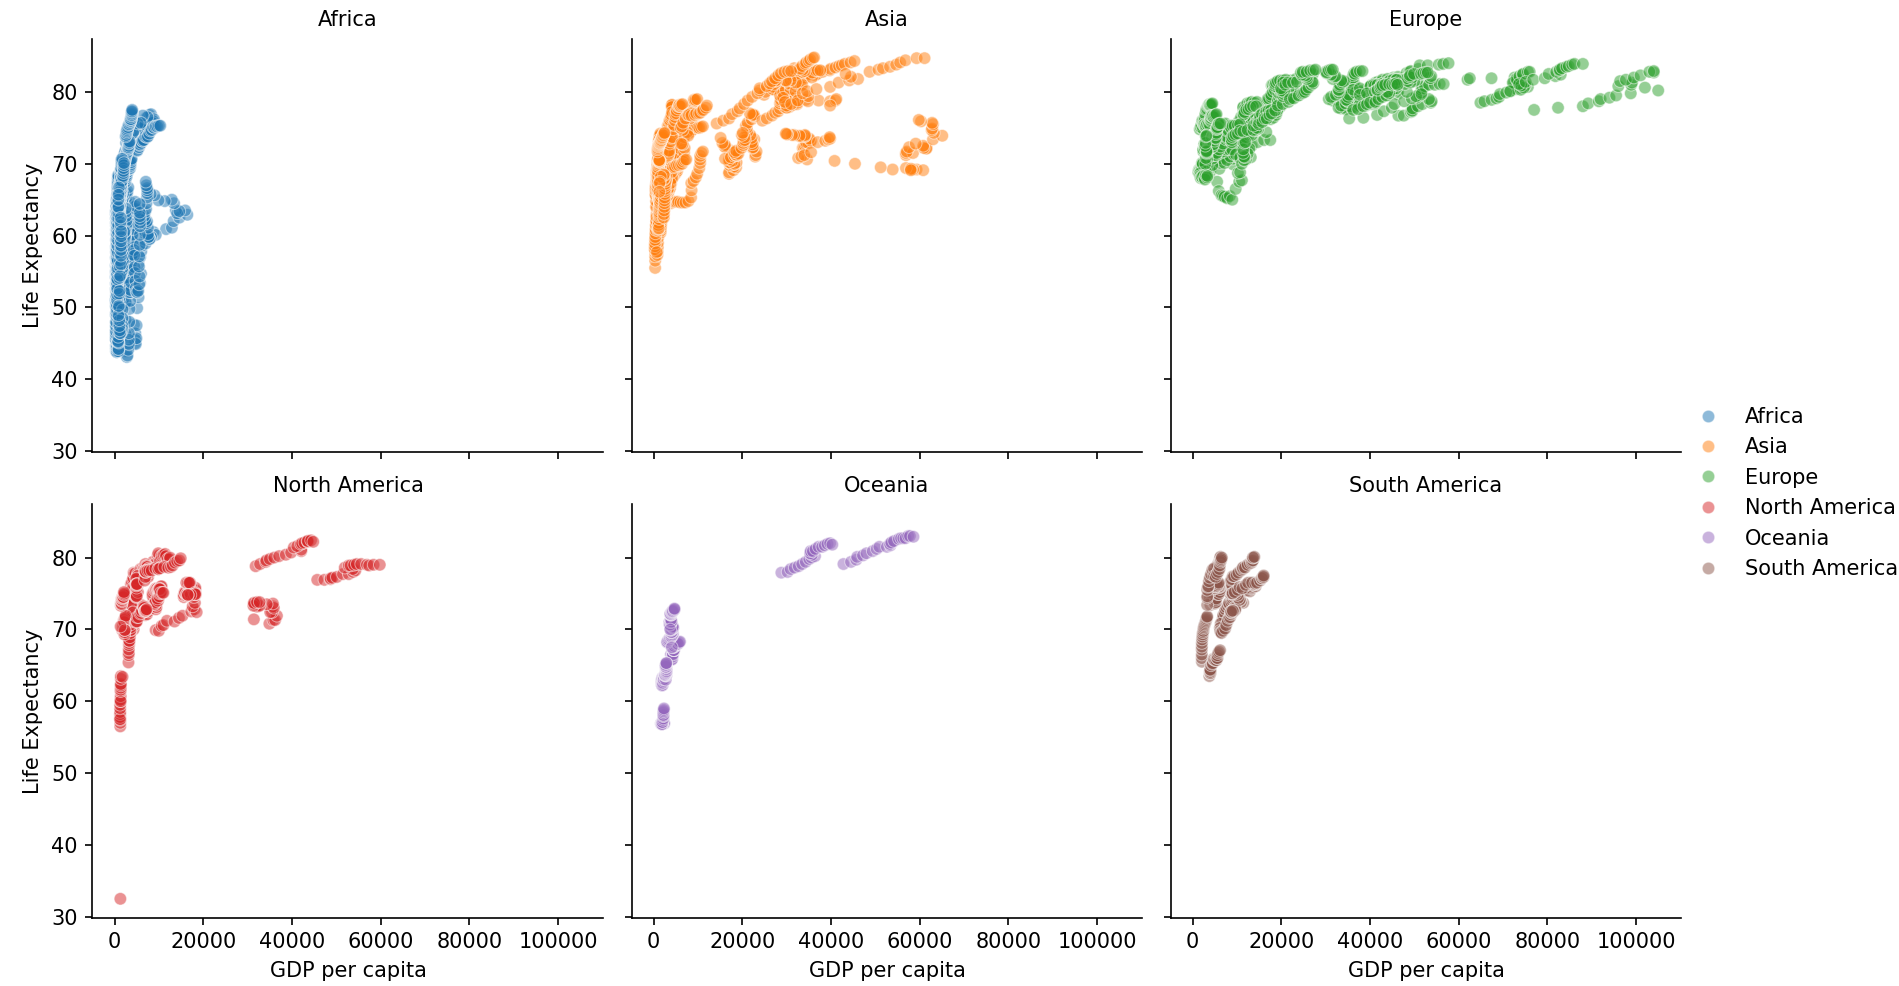 Africa
Asia
Europe
Life Expectancy
80
70
60
50
40
30
North America
Oceania
South America
Life Expectancy
80
70
60
50
40
30
0 20000 40000 60000 80000 100000
0 20000 40000 60000 80000 100000
0 20000 40000 60000 80000 100000
GDP per capita
GDP per capita
GDP per capita
Africa
Asia
Europe
North America
Oceania
South America